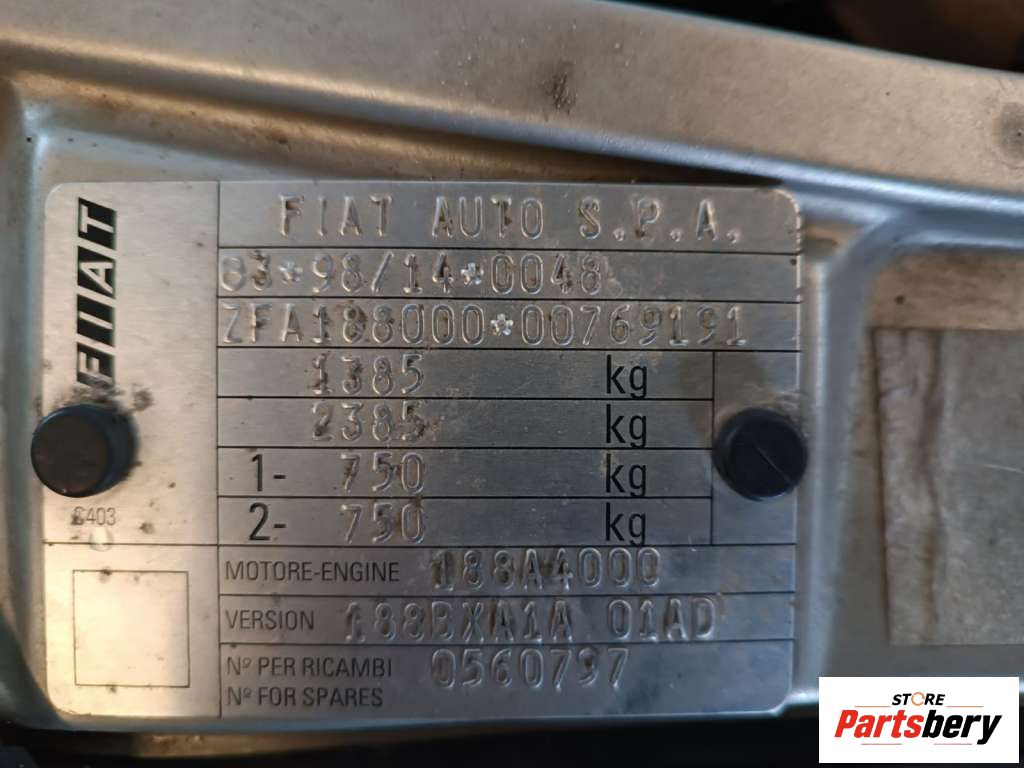 FIAT
FIAT AUTO S.P.A.
e3*98/14*0048
ZFA188000*00769191
1385 kg
2385 kg
1- 750 kg
2- 750 kg
C403
MOTORE-ENGINE 188A4000
VERSION 188BXA1A 01AD
Nº PER RICAMBI 0560797
Nº FOR SPARES
STORE
Partsbery